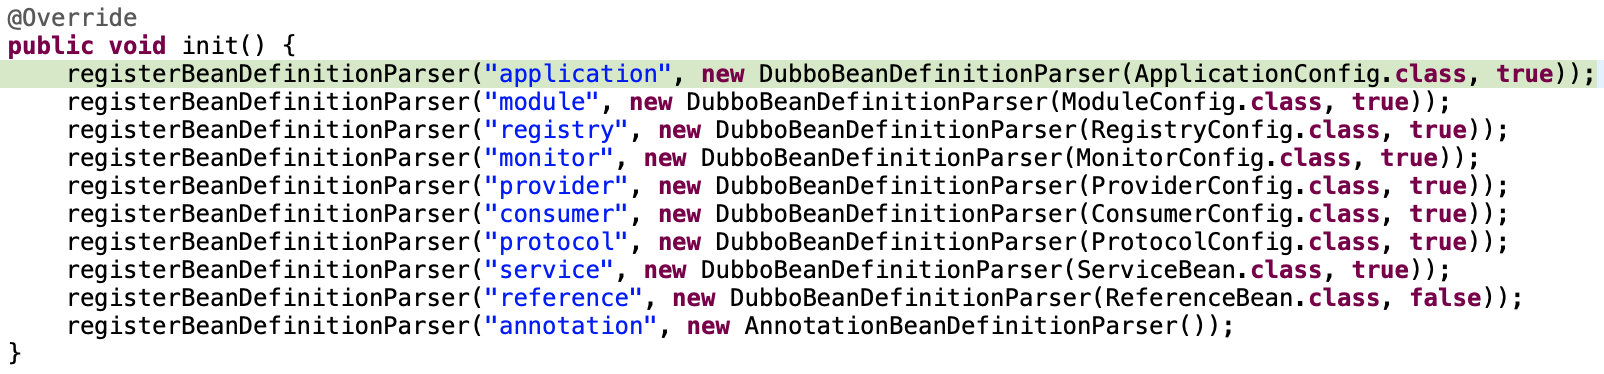 @Override
public void init() {
    registerBeanDefinitionParser("application", new DubboBeanDefinitionParser(ApplicationConfig.class, true));
    registerBeanDefinitionParser("module", new DubboBeanDefinitionParser(ModuleConfig.class, true));
    registerBeanDefinitionParser("registry", new DubboBeanDefinitionParser(RegistryConfig.class, true));
    registerBeanDefinitionParser("monitor", new DubboBeanDefinitionParser(MonitorConfig.class, true));
    registerBeanDefinitionParser("provider", new DubboBeanDefinitionParser(ProviderConfig.class, true));
    registerBeanDefinitionParser("consumer", new DubboBeanDefinitionParser(ConsumerConfig.class, true));
    registerBeanDefinitionParser("protocol", new DubboBeanDefinitionParser(ProtocolConfig.class, true));
    registerBeanDefinitionParser("service", new DubboBeanDefinitionParser(ServiceBean.class, true));
    registerBeanDefinitionParser("reference", new DubboBeanDefinitionParser(ReferenceBean.class, false));
    registerBeanDefinitionParser("annotation", new AnnotationBeanDefinitionParser());
}